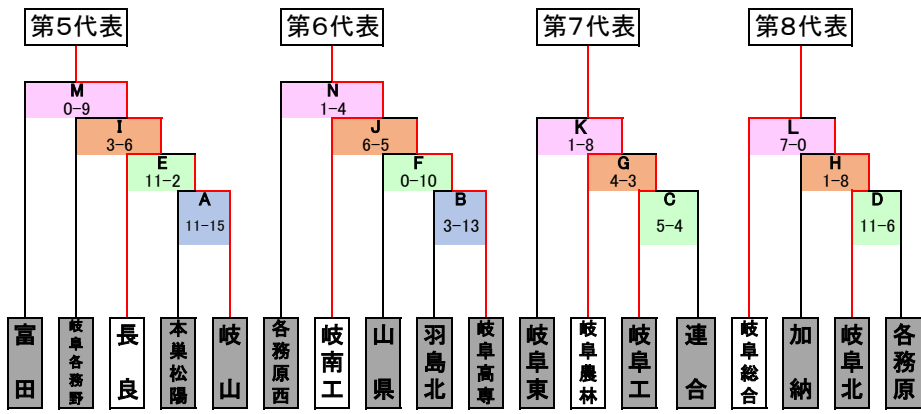 第5代表 第6代表 第7代表 第8代表
M N
0-9 1-4
I J K L
3-6 6-5 1-8 7-0
E F G H
11-2 0-10 4-3 1-8
A B C D
11-15 3-13 5-4 11-6
富田 岐阜各務野 長良 本巣松陽 岐山 各務原西 岐南工 山県 羽島北 岐阜高専 岐阜東 岐阜農林 岐阜工 連合 岐阜総合 加納 岐阜北 各務原